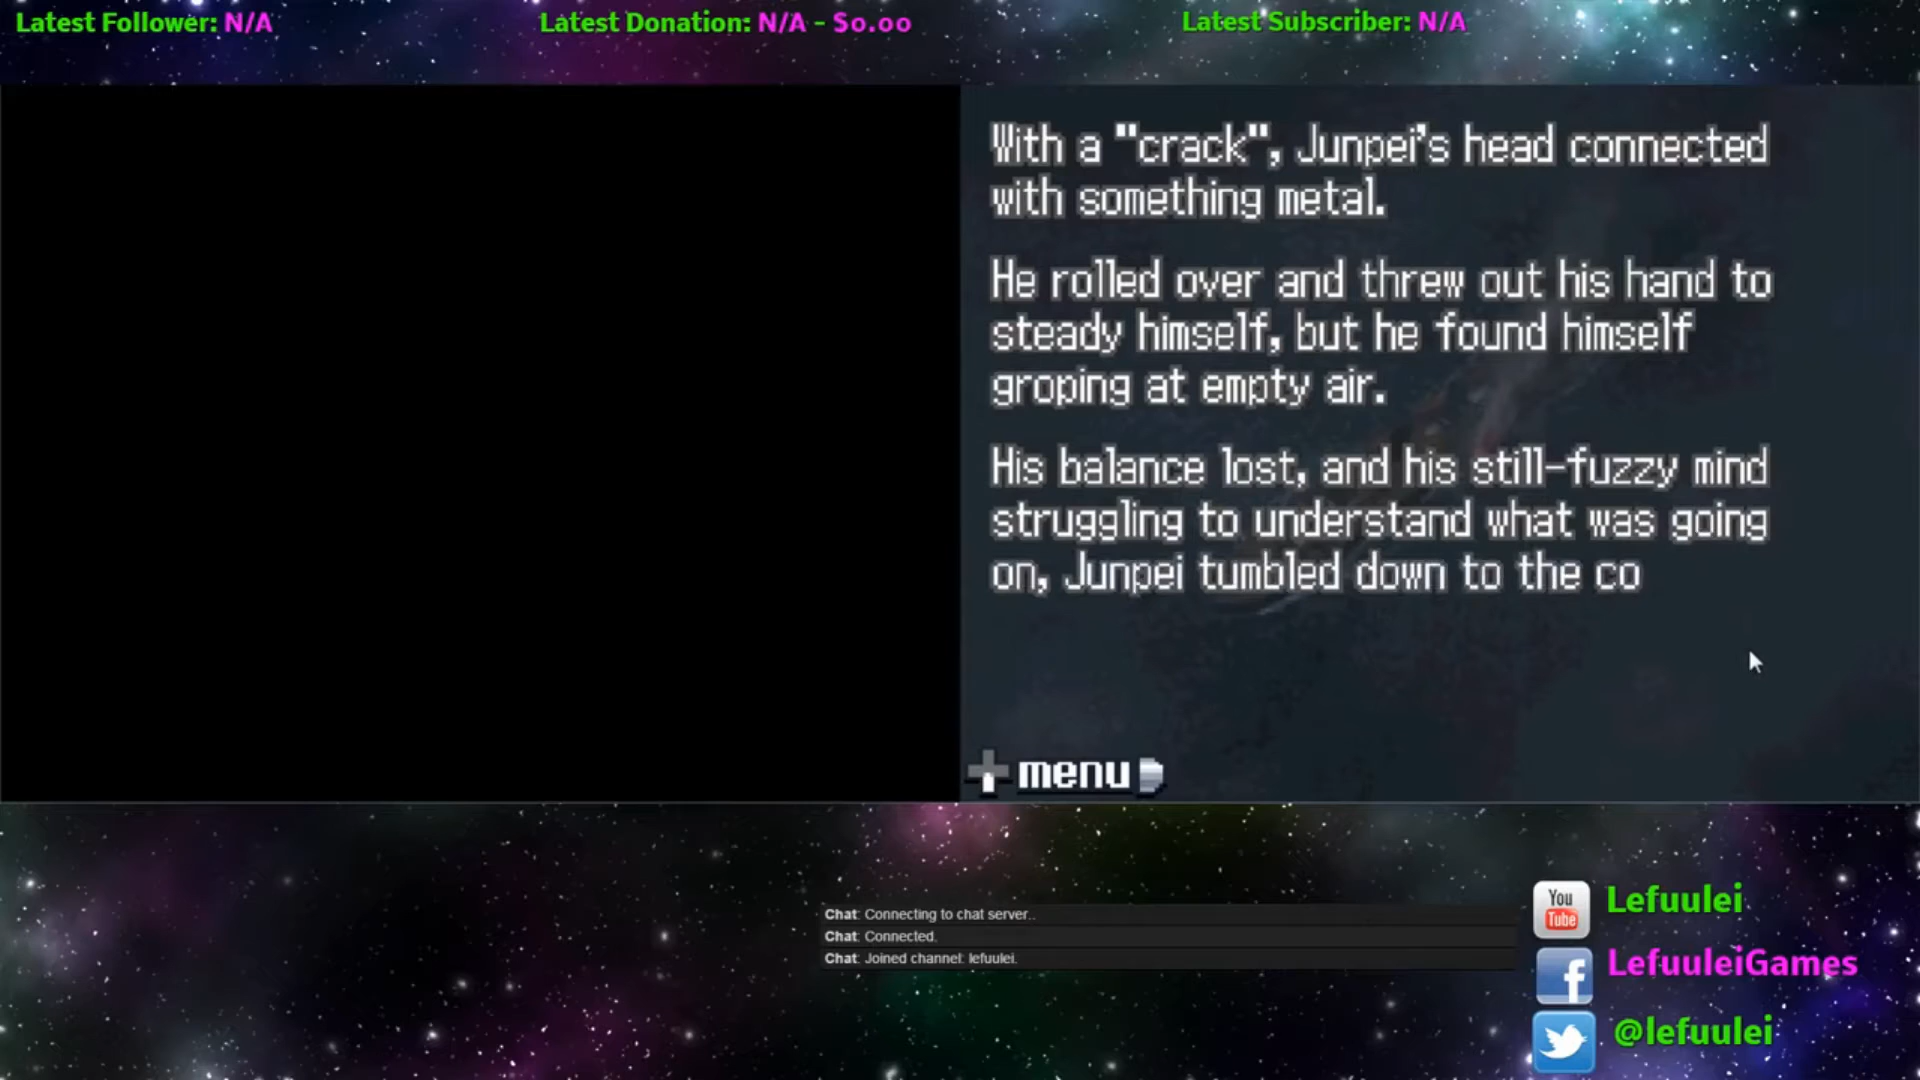 Latest Follower: N/A
Latest Donation: N/A - $0.00
Latest Subscriber: N/A
With a "crack", Junpei's head connected
with something metal.
He rolled over and threw out his hand to
steady himself, but he found himself
groping at empty air.
His balance lost, and his still-fuzzy mind
struggling to understand what was going
on, Junpei tumbled down to the co
menu
Chat: Connecting to chat server..
Chat: Connected.
Chat: Joined channel: lefuulei.
You
Tube
Lefuulei
f
LefuuleiGames
@lefuulei